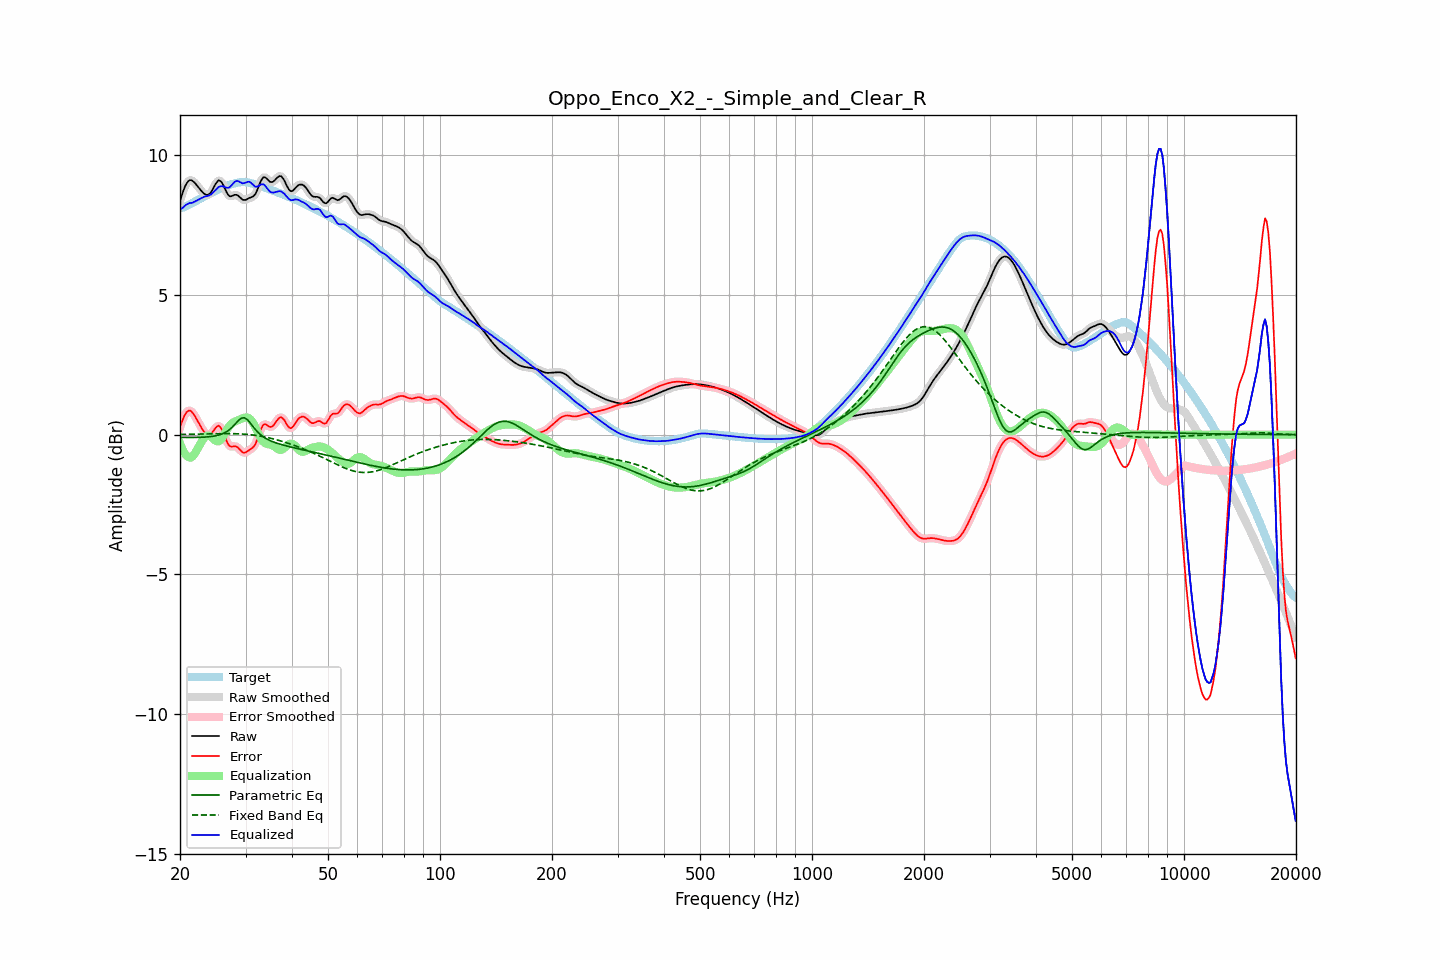 Oppo_Enco_X2_-_Simple_and_Clear_R
10
5
0
−5
−10
−15
Amplitude (dBr)
Target
Raw Smoothed
Error Smoothed
Raw
Error
Equalization
Parametric Eq
Fixed Band Eq
Equalized
20 50 100 200 500 1000 2000 5000 10000 20000
Frequency (Hz)